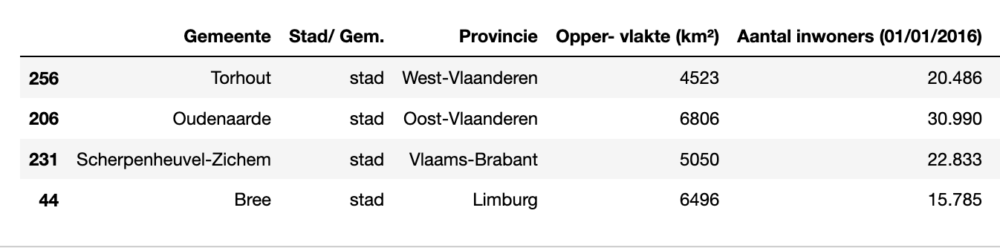 Gemeente Stad/ Gem. Provincie Opper- vlakte (km²) Aantal inwoners (01/01/2016)
256 Torhout stad West-Vlaanderen 4523 20.486
206 Oudenaarde stad Oost-Vlaanderen 6806 30.990
231 Scherpenheuvel-Zichem stad Vlaams-Brabant 5050 22.833
44 Bree stad Limburg 6496 15.785